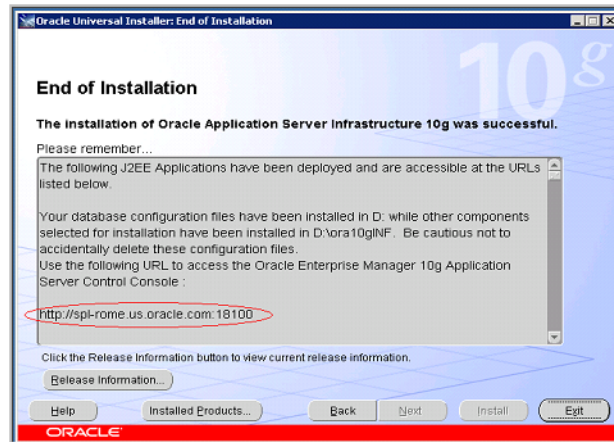 Oracle Universal Installer: End of Installation
10g
End of Installation
The installation of Oracle Application Server Infrastructure 10g was successful.
Please remember...
The following J2EE Applications have been deployed and are accessible at the URLs
listed below.
Your database configuration files have been installed in D: while other components
selected for installation have been installed in D:\ora10gINF. Be cautious not to
accidentally delete these configuration files.
Use the following URL to access the Oracle Enterprise Manager 10g Application
Server Control Console :
http://spl-rome.us.oracle.com:18100
Click the Release Information button to view current release information.
Release Information...
Help Installed Products... Back Next Install Exit
ORACLE